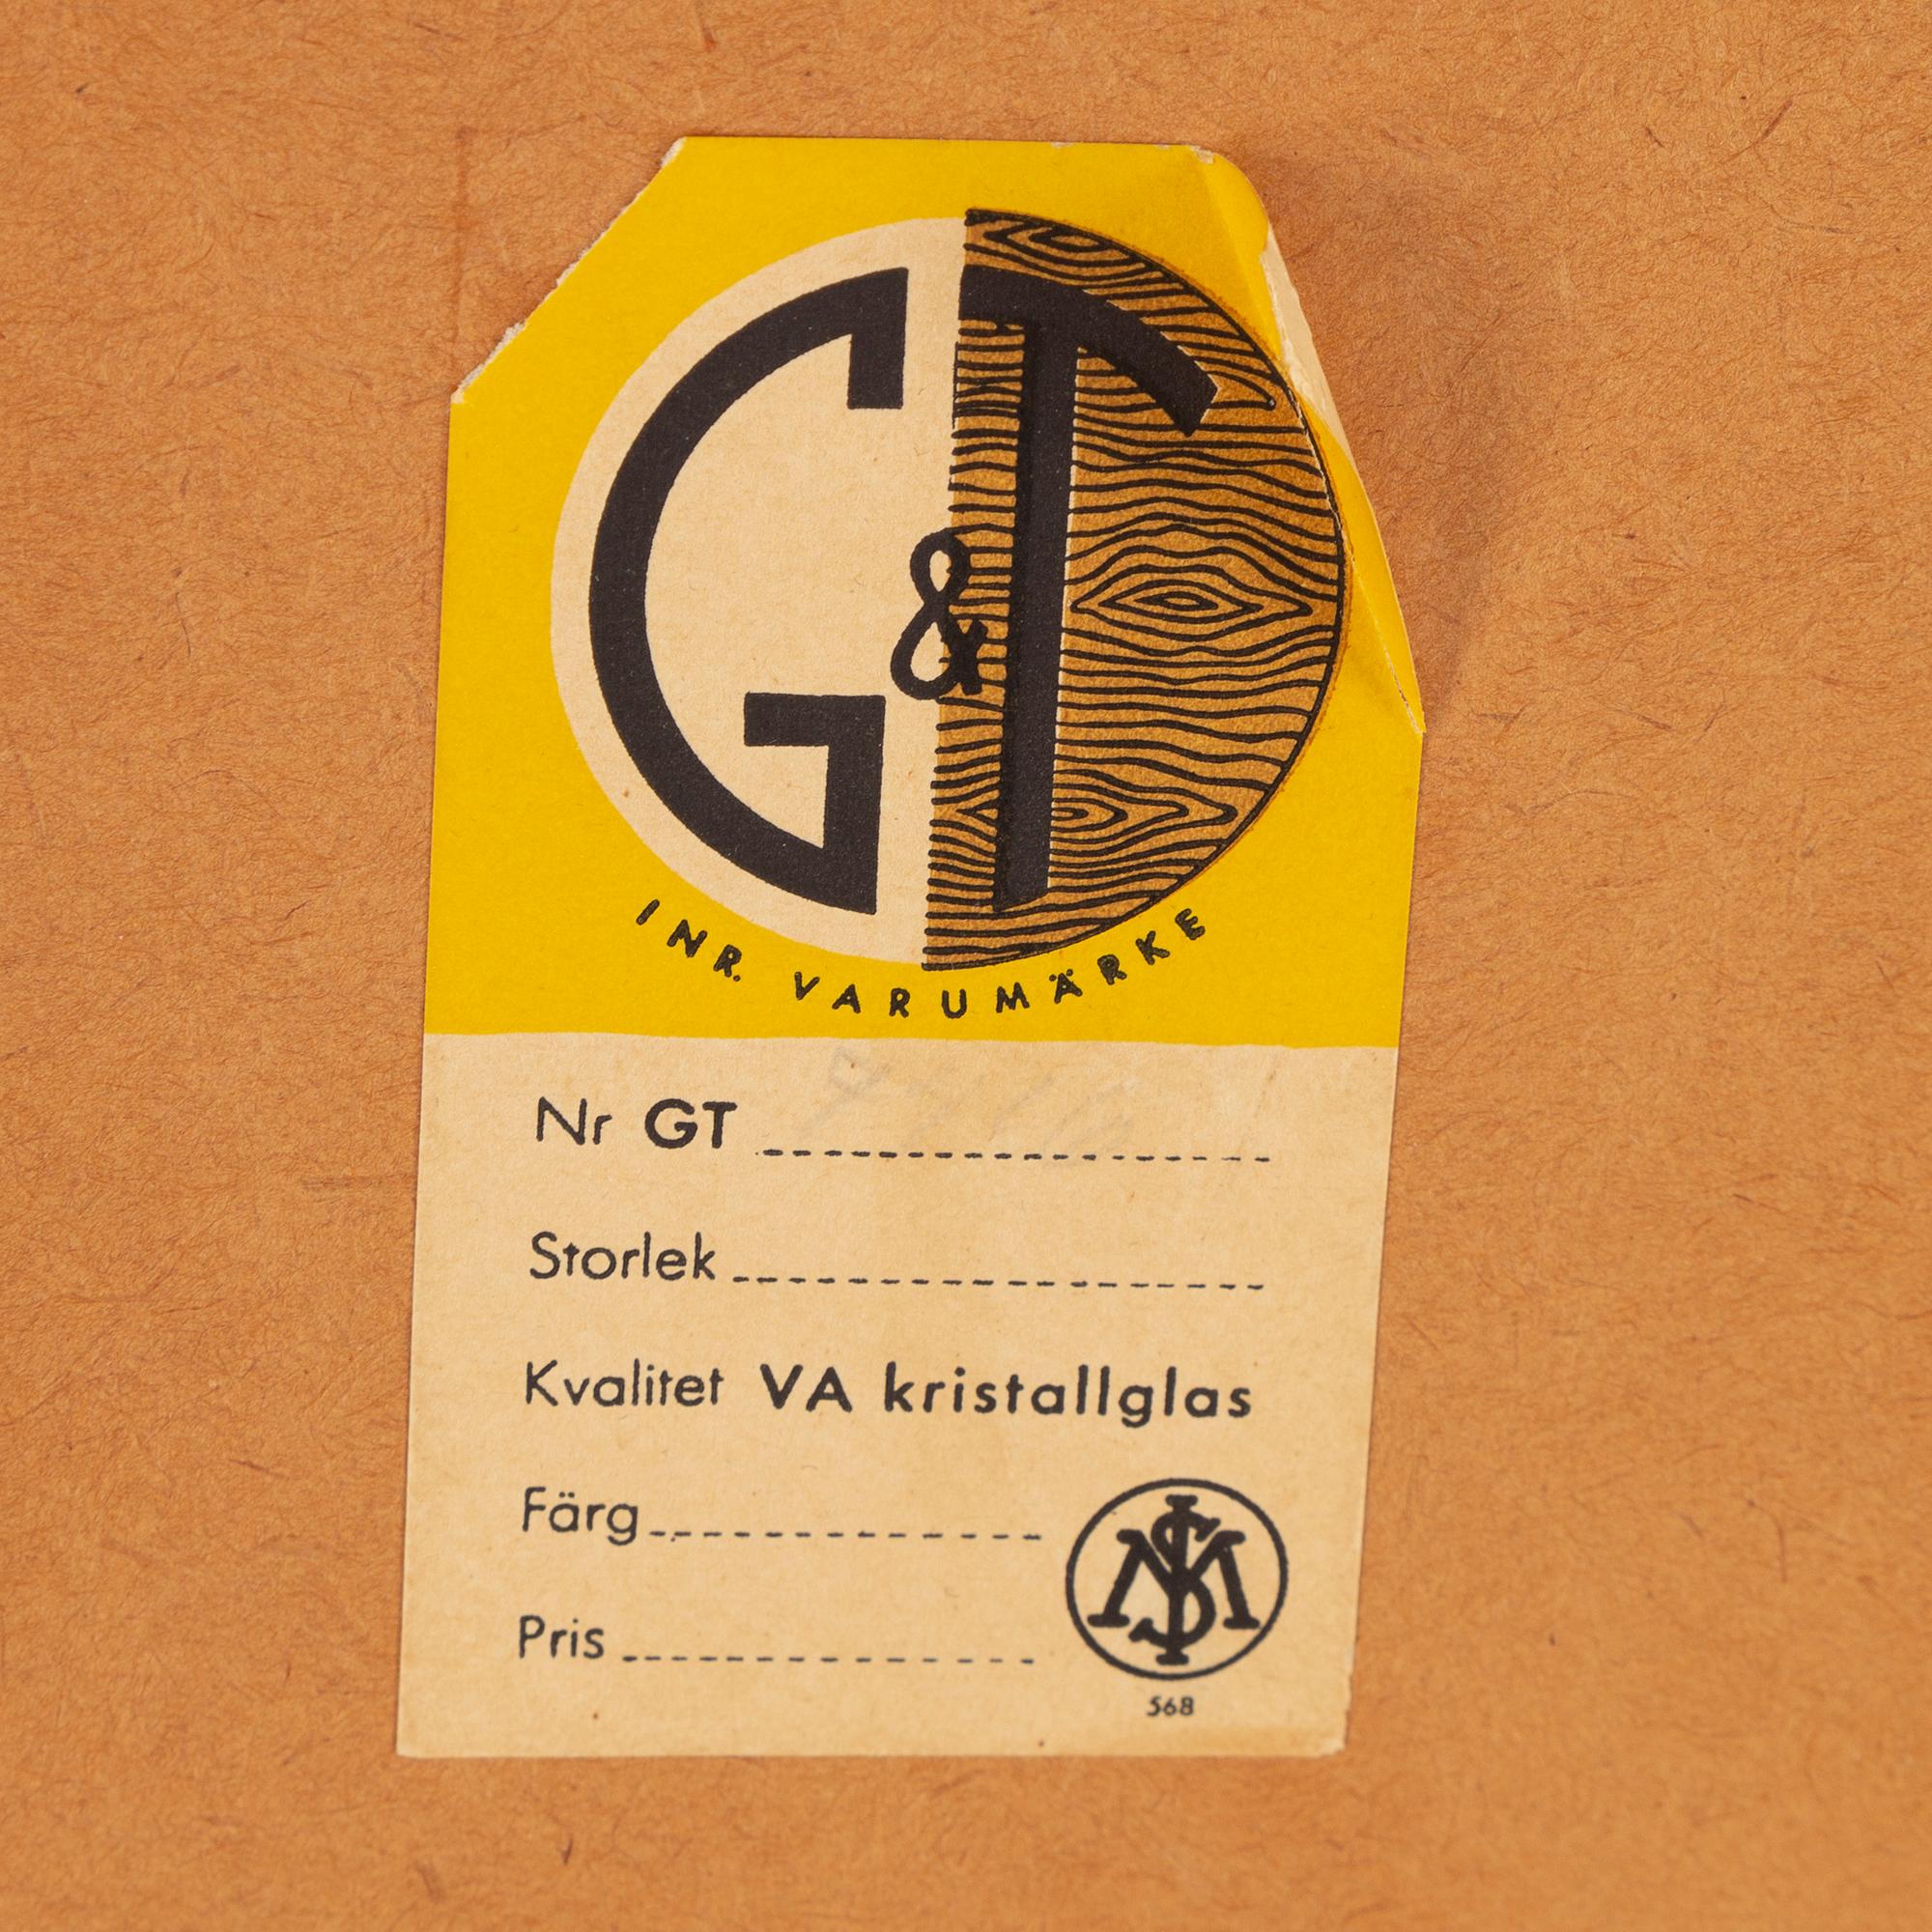 G&T
INR. VARUMÄRKE
Nr GT
Storlek
Kvalitet VA kristallglas
Färg
Pris
568